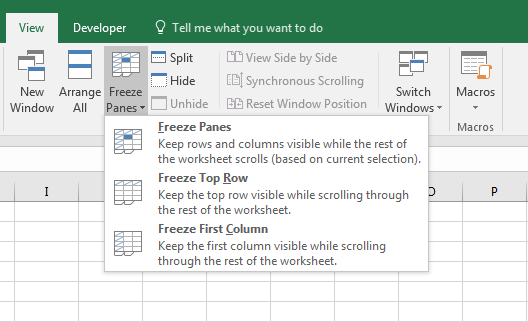 View Developer Tell me what you want to do
New Window
Arrange All
Freeze Panes
Split
Hide
Unhide
View Side by Side
Synchronous Scrolling
Reset Window Position
Switch Windows
Macros
Freeze Panes
Keep rows and columns visible while the rest of
the worksheet scrolls (based on current selection).
Freeze Top Row
Keep the top row visible while scrolling through
the rest of the worksheet.
Freeze First Column
Keep the first column visible while scrolling
through the rest of the worksheet.
Macros
I P